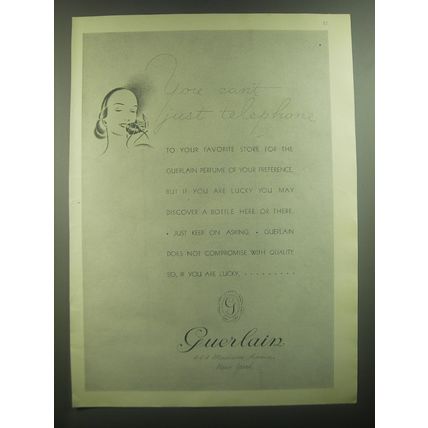 You can't
just telephone
TO YOUR FAVORITE STORE FOR THE
GUERLAIN PERFUME OF YOUR PREFERENCE,
BUT IF YOU ARE LUCKY YOU MAY
DISCOVER A BOTTLE HERE OR THERE.
• JUST KEEP ON ASKING. • GUERLAIN
DOES NOT COMPROMISE WITH QUALITY
SO, IF YOU ARE LUCKY, .........
G
Guerlain
New York